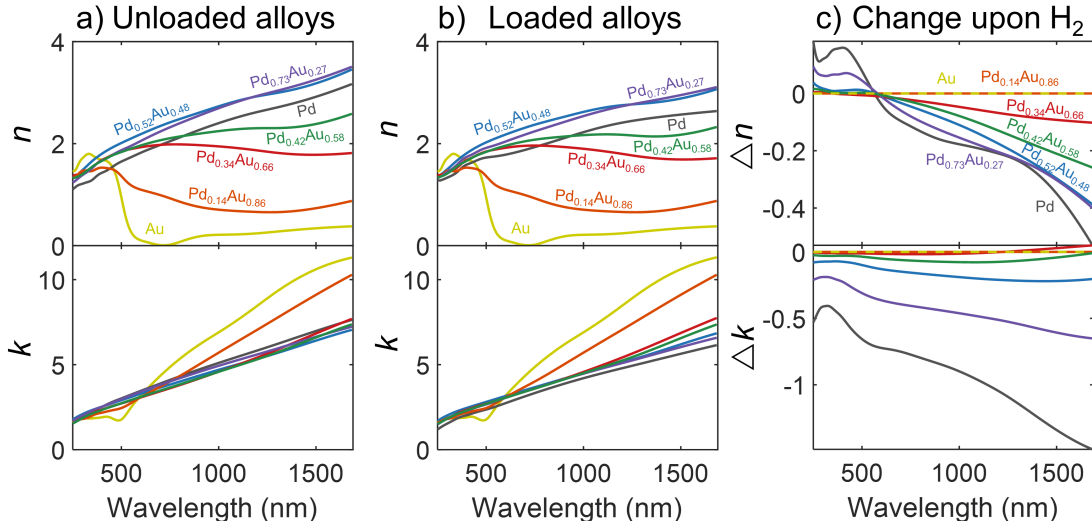 a) Unloaded alloys
b) Loaded alloys
c) Change upon H₂
4
2
0
n
Pd₀.₅₂Au₀.₄₈
Pd₀.₇₃Au₀.₂₇
Pd
Pd₀.₄₂Au₀.₅₈
Pd₀.₃₄Au₀.₆₆
Pd₀.₁₄Au₀.₈₆
Au
10
5
0
k
500
1000
1500
Wavelength (nm)
4
2
0
n
Pd₀.₅₂Au₀.₄₈
Pd₀.₇₃Au₀.₂₇
Pd
Pd₀.₄₂Au₀.₅₈
Pd₀.₃₄Au₀.₆₆
Pd₀.₁₄Au₀.₈₆
Au
10
5
0
k
500
1000
1500
Wavelength (nm)
0
-0.2
-0.4
△n
Au
Pd₀.₁₄Au₀.₈₆
Pd₀.₃₄Au₀.₆₆
Pd₀.₄₂Au₀.₅₈
Pd₀.₅₂Au₀.₄₈
Pd₀.₇₃Au₀.₂₇
Pd
0
-0.5
-1
△k
500
1000
1500
Wavelength (nm)